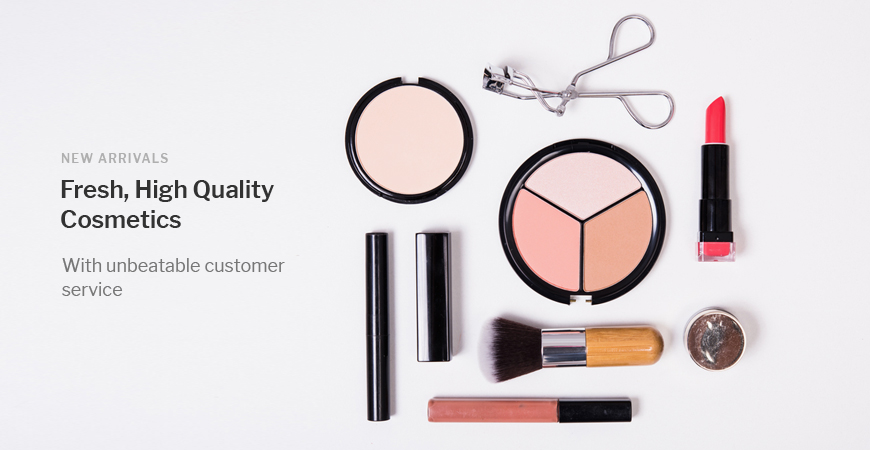 NEW ARRIVALS
Fresh, High Quality
Cosmetics
With unbeatable customer
service